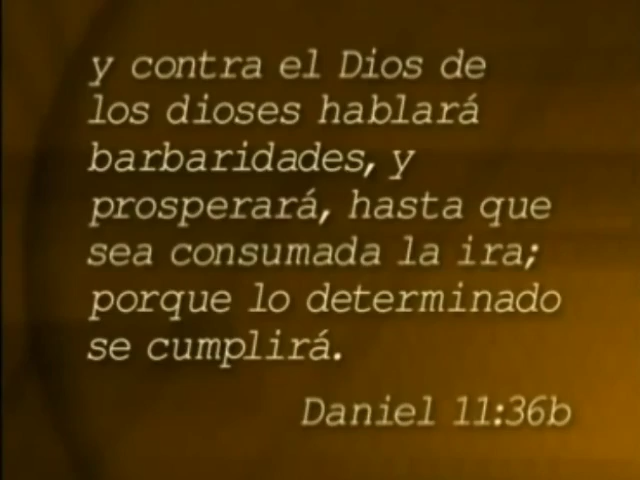 y contra el Dios de
los dioses hablará
barbaridades, y
prosperará, hasta que
sea consumada la ira;
porque lo determinado
se cumplirá.
Daniel 11:36b